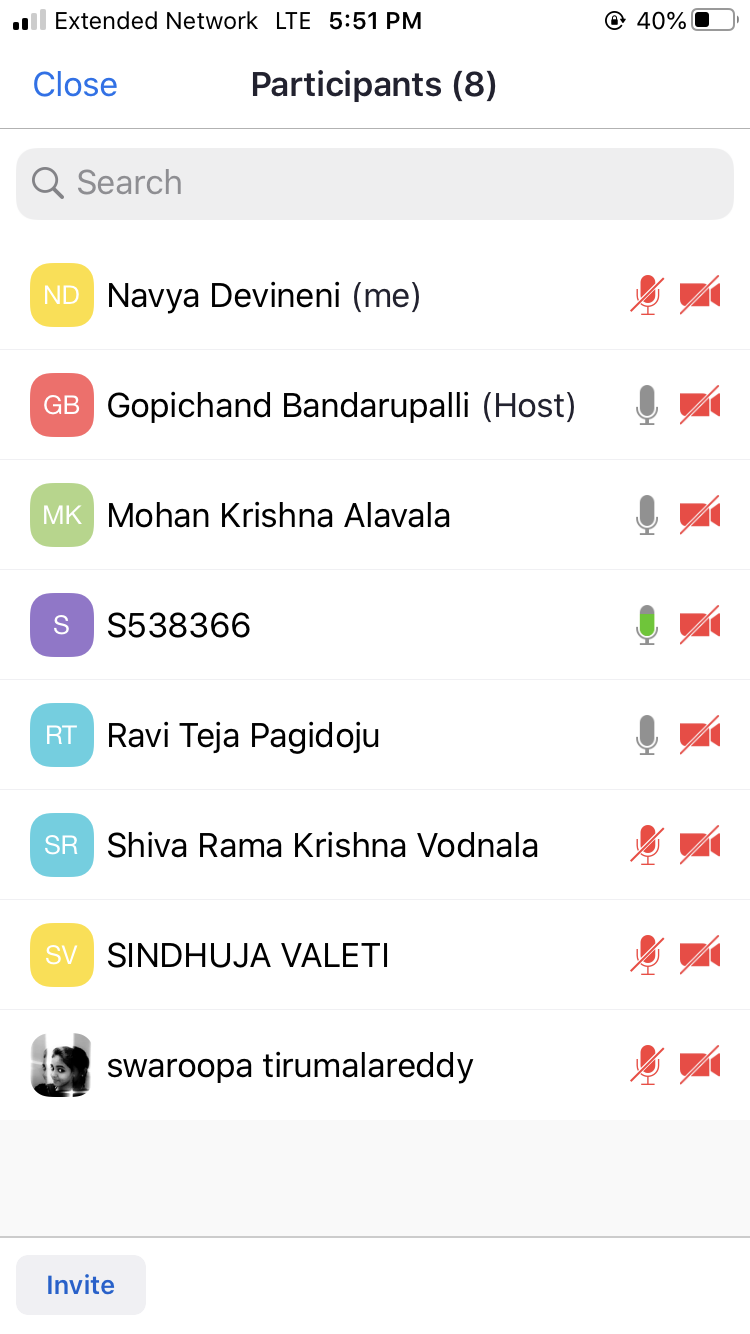 Extended Network LTE 5:51 PM 40%
Close Participants (8)
Search
ND Navya Devineni (me)
GB Gopichand Bandarupalli (Host)
MK Mohan Krishna Alavala
S S538366
RT Ravi Teja Pagidoju
SR Shiva Rama Krishna Vodnala
SV SINDHUJA VALETI
swaroopa tirumalareddy
Invite